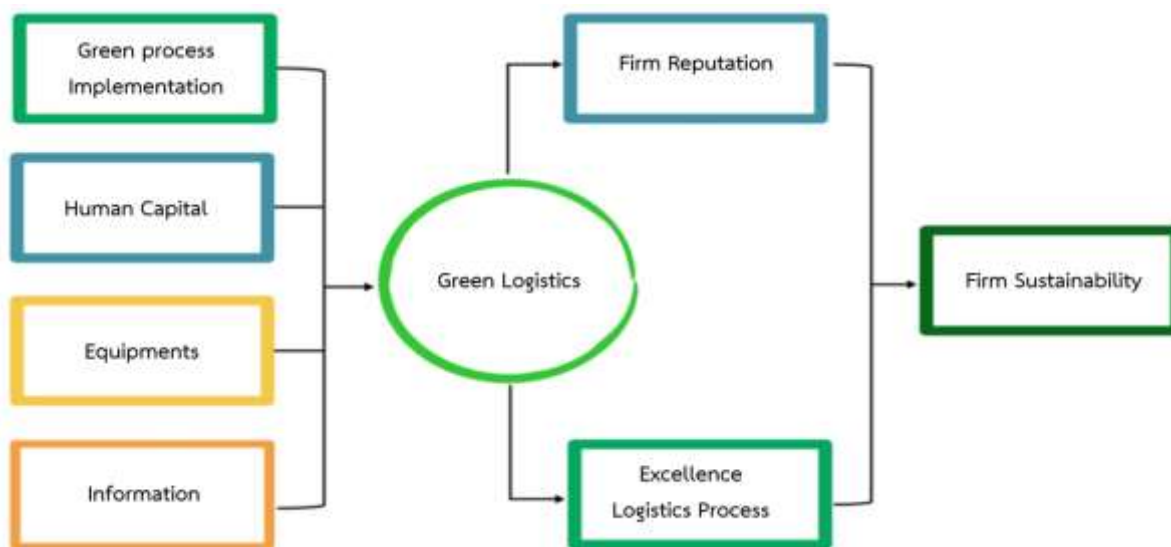 Green process
Implementation
Human Capital
Equipments
Information
Green Logistics
Firm Reputation
Excellence
Logistics Process
Firm Sustainability